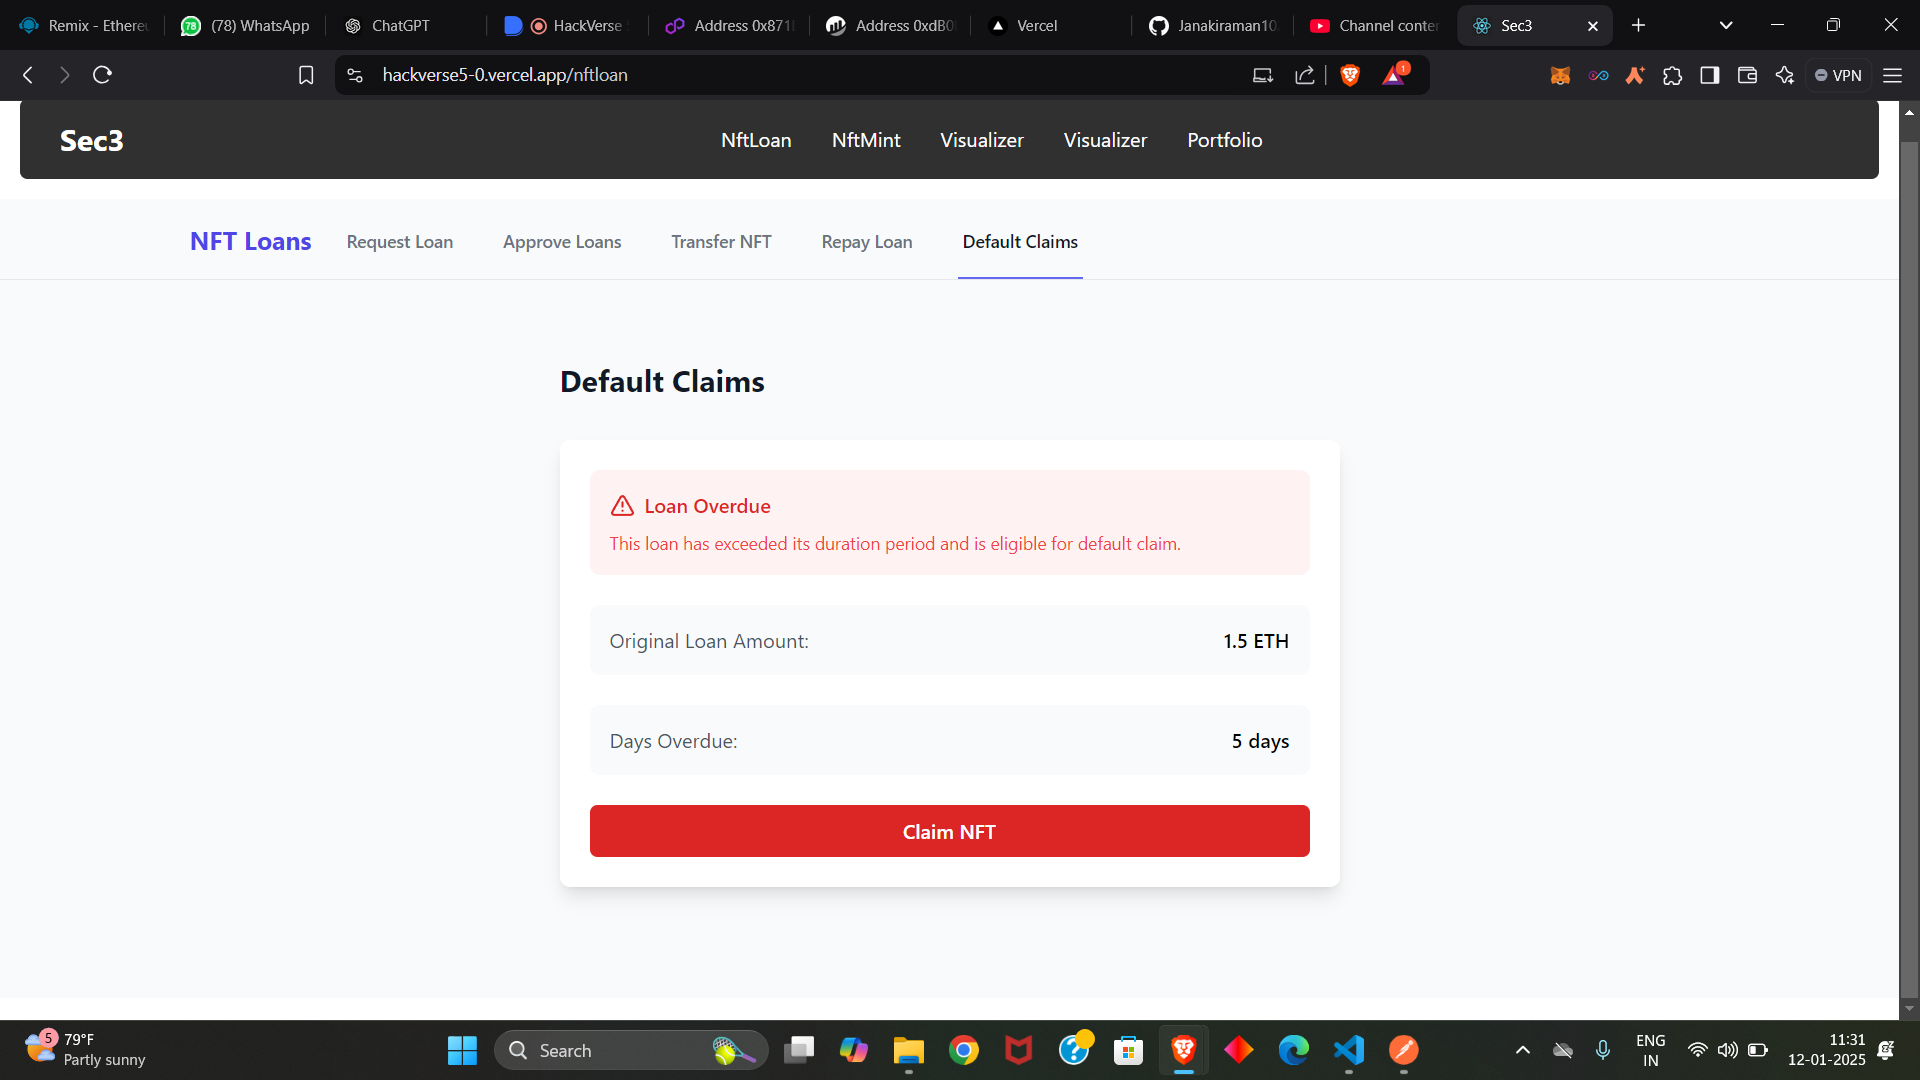 Remix - Ethereu
(78) WhatsApp
ChatGPT
HackVerse
Address 0x871
Address 0xdB0
Vercel
Janakiraman10
Channel conte
Sec3
hackverse5-0.vercel.app/nftloan
1
VPN
Sec3
NftLoan
NftMint
Visualizer
Visualizer
Portfolio
NFT Loans
Request Loan
Approve Loans
Transfer NFT
Repay Loan
Default Claims
Default Claims
Loan Overdue
This loan has exceeded its duration period and is eligible for default claim.
Original Loan Amount: 1.5 ETH
Days Overdue: 5 days
Claim NFT
5
79°F
Partly sunny
Search
ENG
IN
11:31
12-01-2025